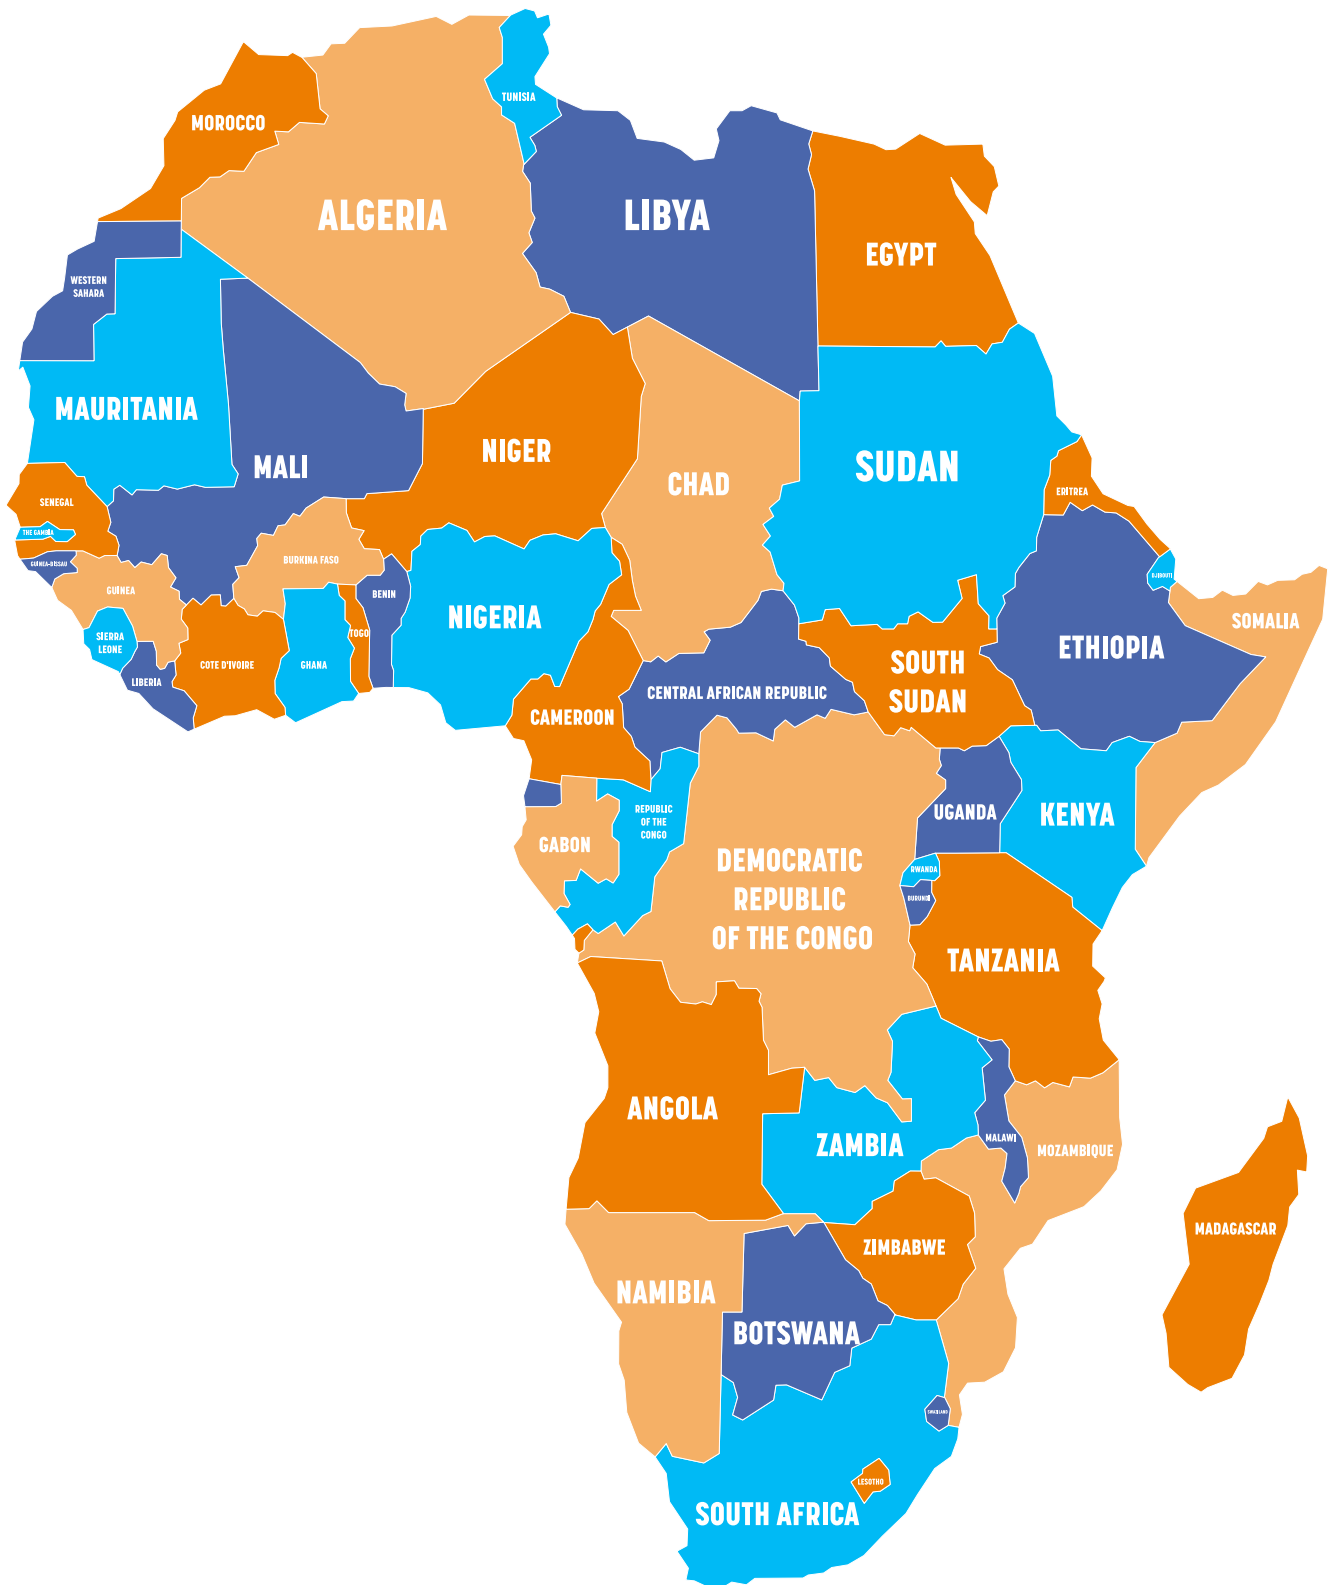 TUNISIA
MOROCCO
ALGERIA
LIBYA
EGYPT
WESTERN
SAHARA
MAURITANIA
MALI
NIGER
CHAD
SUDAN
ERITREA
SENEGAL
THE GAMBIA
GUINEA-BISSAU
GUINEA
BURKINA FASO
BENIN
NIGERIA
DJIBOUTI
SOMALIA
ETHIOPIA
SIERRA
LEONE
LIBERIA
COTE D'IVOIRE
GHANA
TOGO
CENTRAL AFRICAN REPUBLIC
SOUTH
SUDAN
CAMEROON
GABON
REPUBLIC
OF THE
CONGO
UGANDA
KENYA
DEMOCRATIC
REPUBLIC
OF THE CONGO
RWANDA
BURUNDI
TANZANIA
ANGOLA
ZAMBIA
MALAWI
MOZAMBIQUE
MADAGASCAR
ZIMBABWE
NAMIBIA
BOTSWANA
SWAZILAND
LESOTHO
SOUTH AFRICA